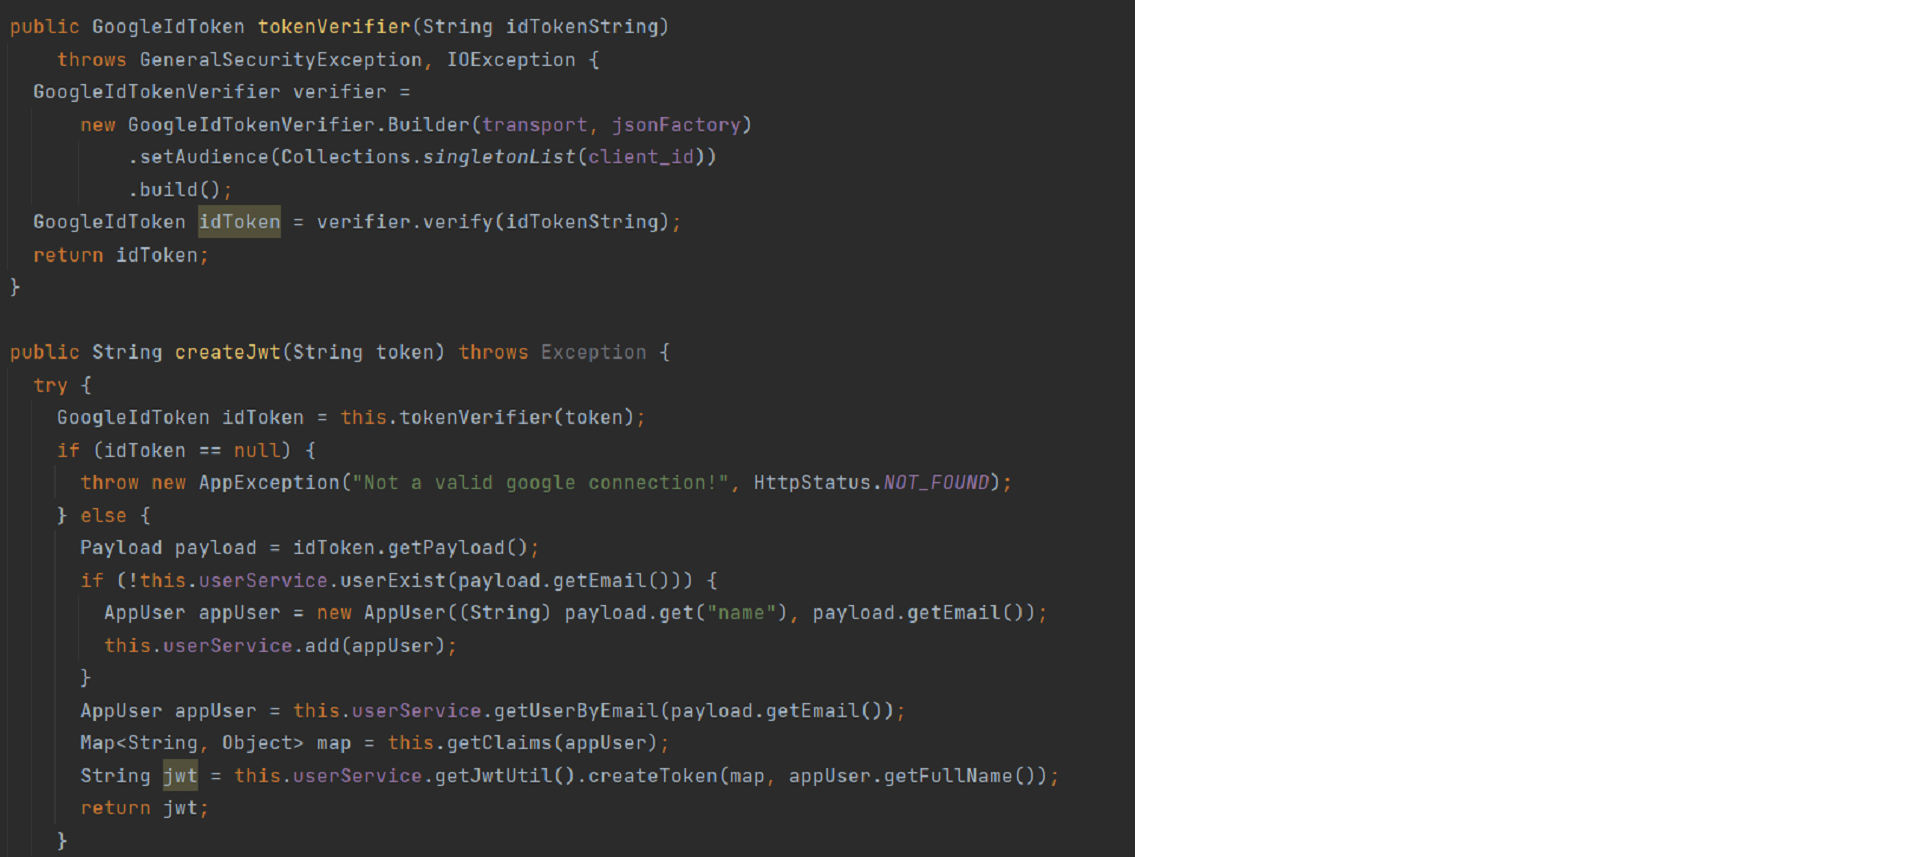 public GoogleIdToken tokenVerifier(String idTokenString)
throws GeneralSecurityException, IOException {
GoogleIdTokenVerifier verifier =
new GoogleIdTokenVerifier.Builder(transport, jsonFactory)
.setAudience(Collections.singletonList(client_id))
.build();
GoogleIdToken idToken = verifier.verify(idTokenString);
return idToken;
}
public String createJwt(String token) throws Exception {
try {
GoogleIdToken idToken = this.tokenVerifier(token);
if (idToken == null) {
throw new AppException("Not a valid google connection!", HttpStatus.NOT_FOUND);
} else {
Payload payload = idToken.getPayload();
if (!this.userService.userExist(payload.getEmail())) {
AppUser appUser = new AppUser((String) payload.get("name"), payload.getEmail());
this.userService.add(appUser);
}
AppUser appUser = this.userService.getUserByEmail(payload.getEmail());
Map<String, Object> map = this.getClaims(appUser);
String jwt = this.userService.getJwtUtil().createToken(map, appUser.getFullName());
return jwt;
}